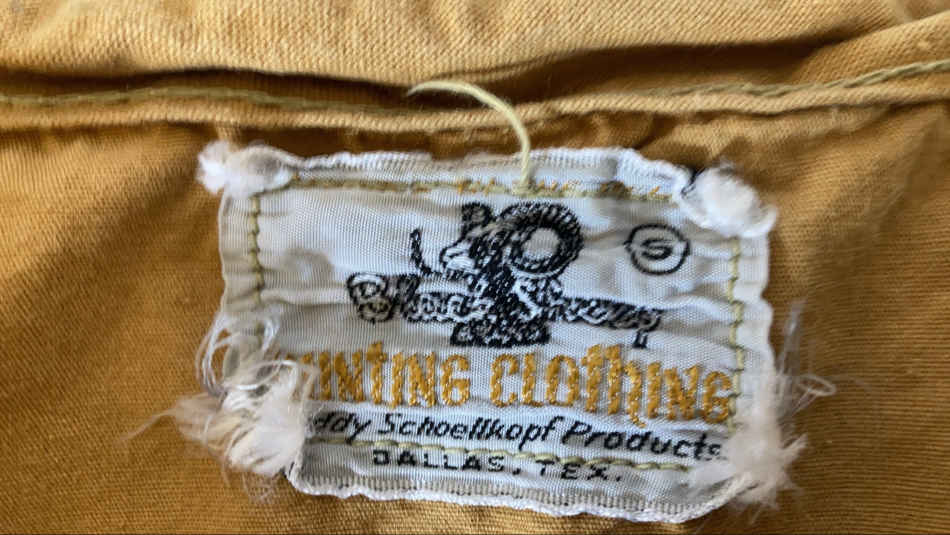 S
UNTING CLOTHING
ddy Schoellkopf Products
DALLAS, TEX.